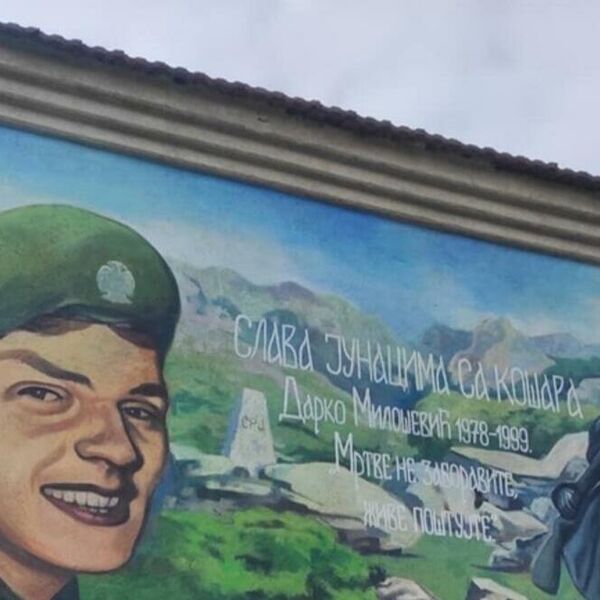 СЛАВА ЈУНАЦИМА СА КОШАРА
ДАРКО МИЛОШЕВИЋ 1978-1999.
„МРТВЕ НЕ ЗАБОРАВИТЕ,
ЖИВЕ ПОШТУЈТЕ“.
СРЈ